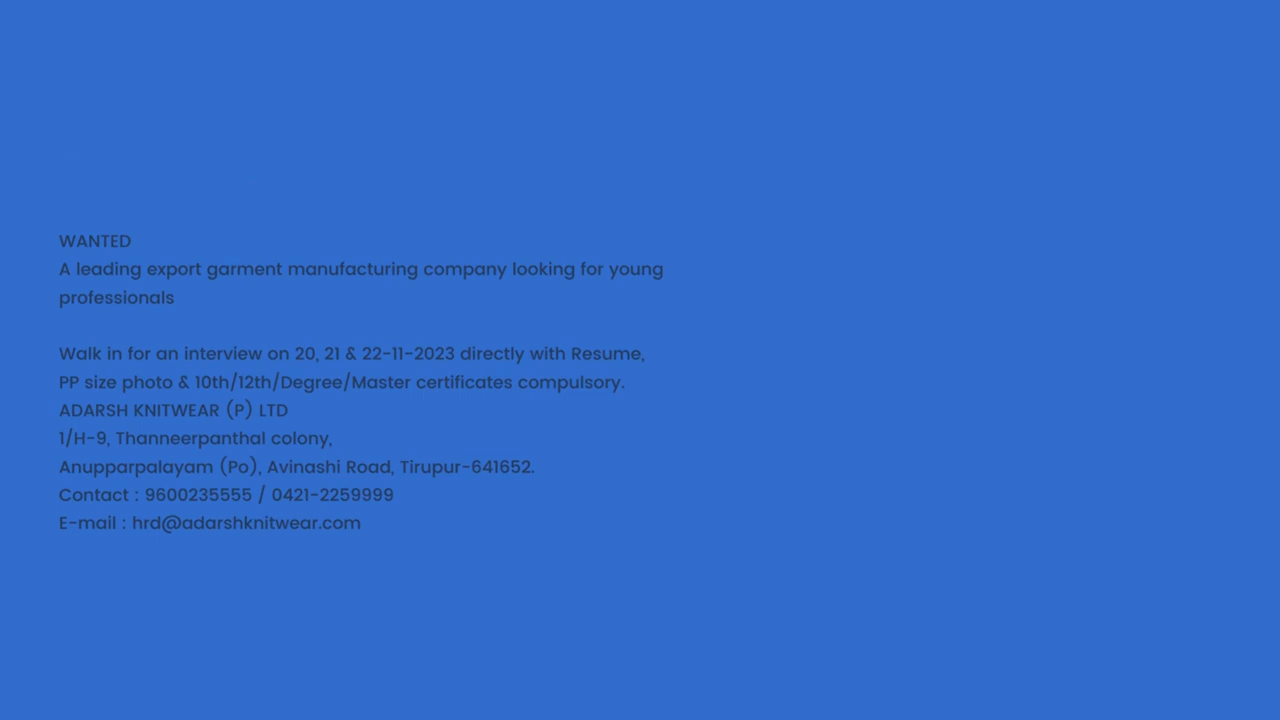 WANTED
A leading export garment manufacturing company looking for young
professionals
Walk in for an interview on 20, 21 & 22-11-2023 directly with Resume,
PP size photo & 10th/12th/Degree/Master certificates compulsory.
ADARSH KNITWEAR (P) LTD
1/H-9, Thanneerpanthal colony,
Anupparpalayam (Po), Avinashi Road, Tirupur-641652.
Contact : 9600235555 / 0421-2259999
E-mail : hrd@adarshknitwear.com